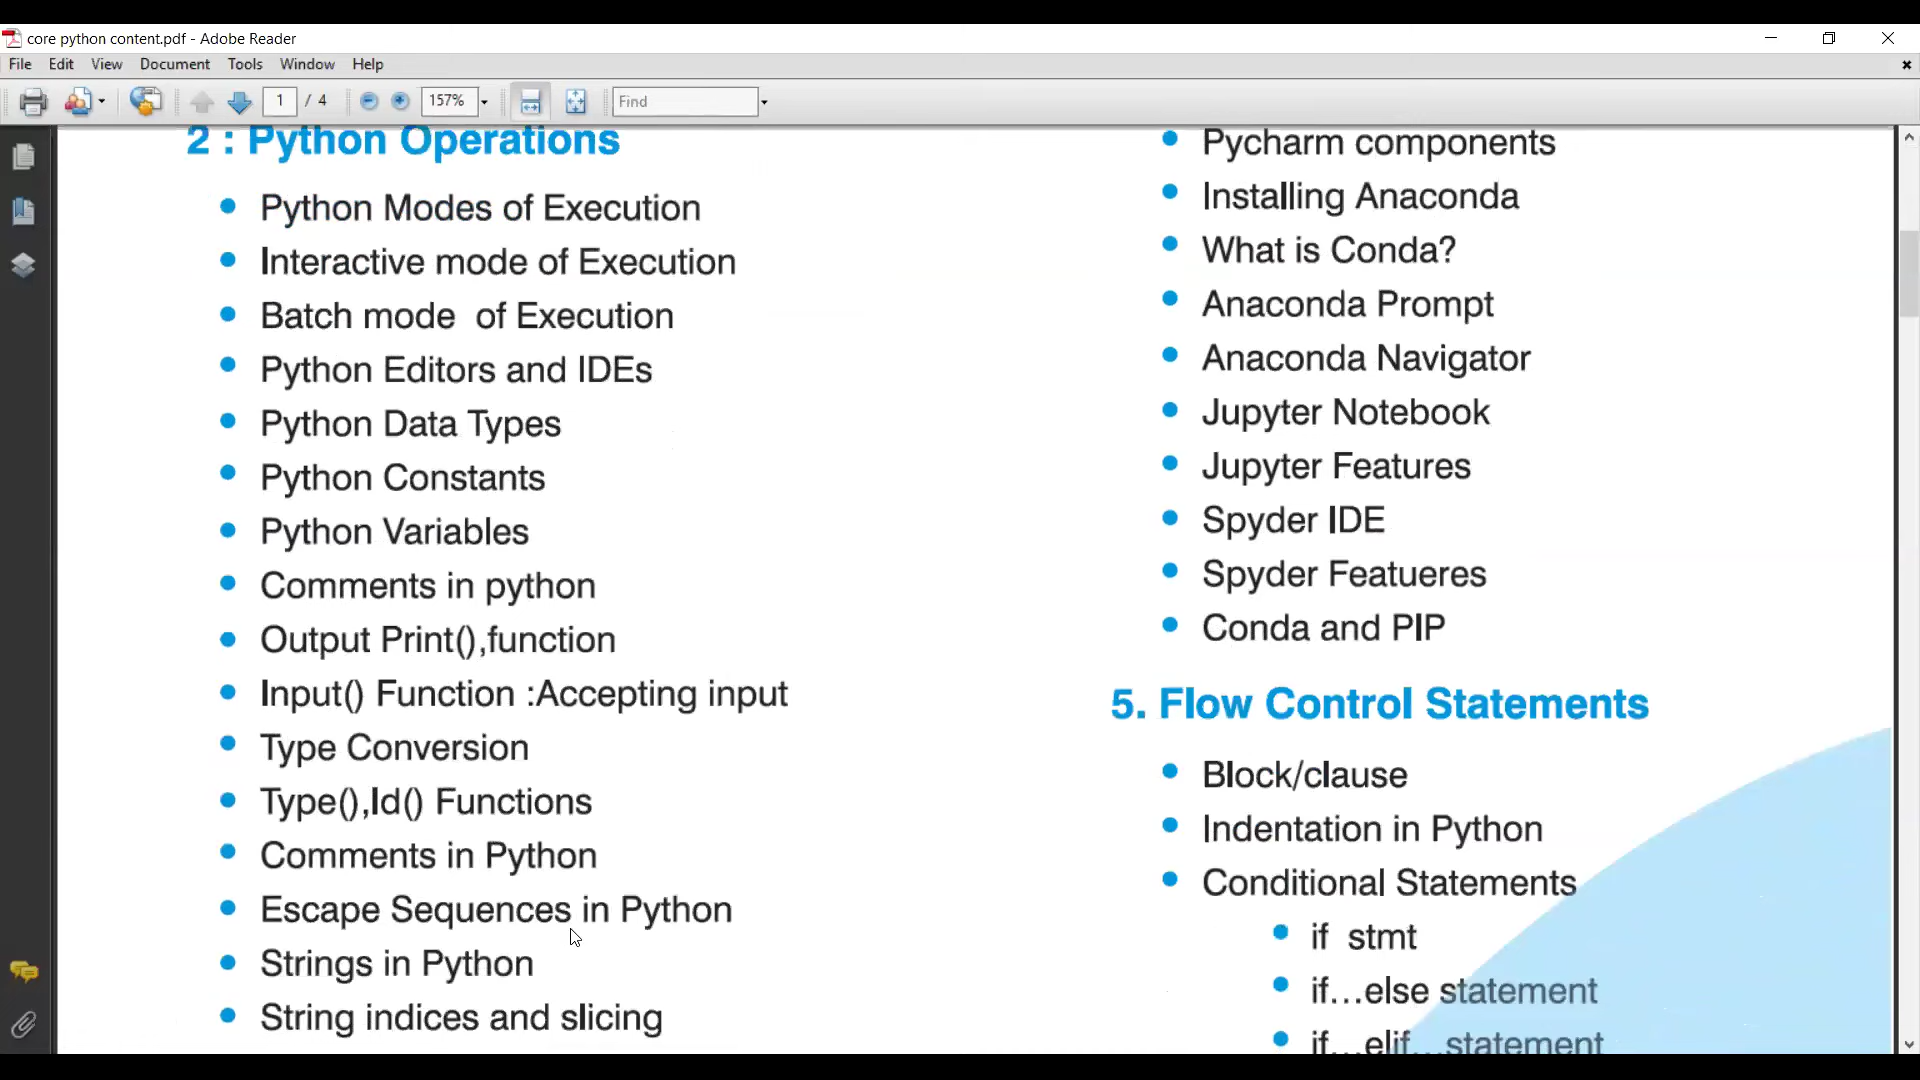 core python content.pdf - Adobe Reader
File Edit View Document Tools Window Help
1 / 4 157% Find
2 : Python Operations
• Python Modes of Execution
• Interactive mode of Execution
• Batch mode of Execution
• Python Editors and IDEs
• Python Data Types
• Python Constants
• Python Variables
• Comments in python
• Output Print(),function
• Input() Function :Accepting input
• Type Conversion
• Type(),Id() Functions
• Comments in Python
• Escape Sequences in Python
• Strings in Python
• String indices and slicing
• Pycharm components
• Installing Anaconda
• What is Conda?
• Anaconda Prompt
• Anaconda Navigator
• Jupyter Notebook
• Jupyter Features
• Spyder IDE
• Spyder Featueres
• Conda and PIP
5. Flow Control Statements
• Block/clause
• Indentation in Python
• Conditional Statements
• if stmt
• if...else statement
• if...elif...statement